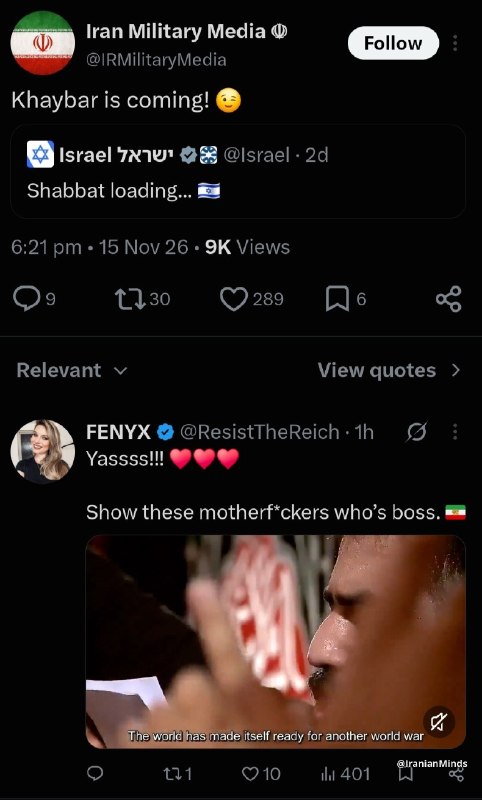 Iran Military Media
@IRMilitaryMedia
Follow
Khaybar is coming! 😉
Israel ישראל @Israel · 2d
Shabbat loading... 🇮🇱
6:21 pm • 15 Nov 26 • 9K Views
9 30 289 6
Relevant
View quotes
FENYX @ResistTheReich · 1h
Yassss!!! ♥️♥️♥️
Show these motherf*ckers who's boss. 🇮🇷
The world has made itself ready for another world war
@IranianMinds
1 10 401